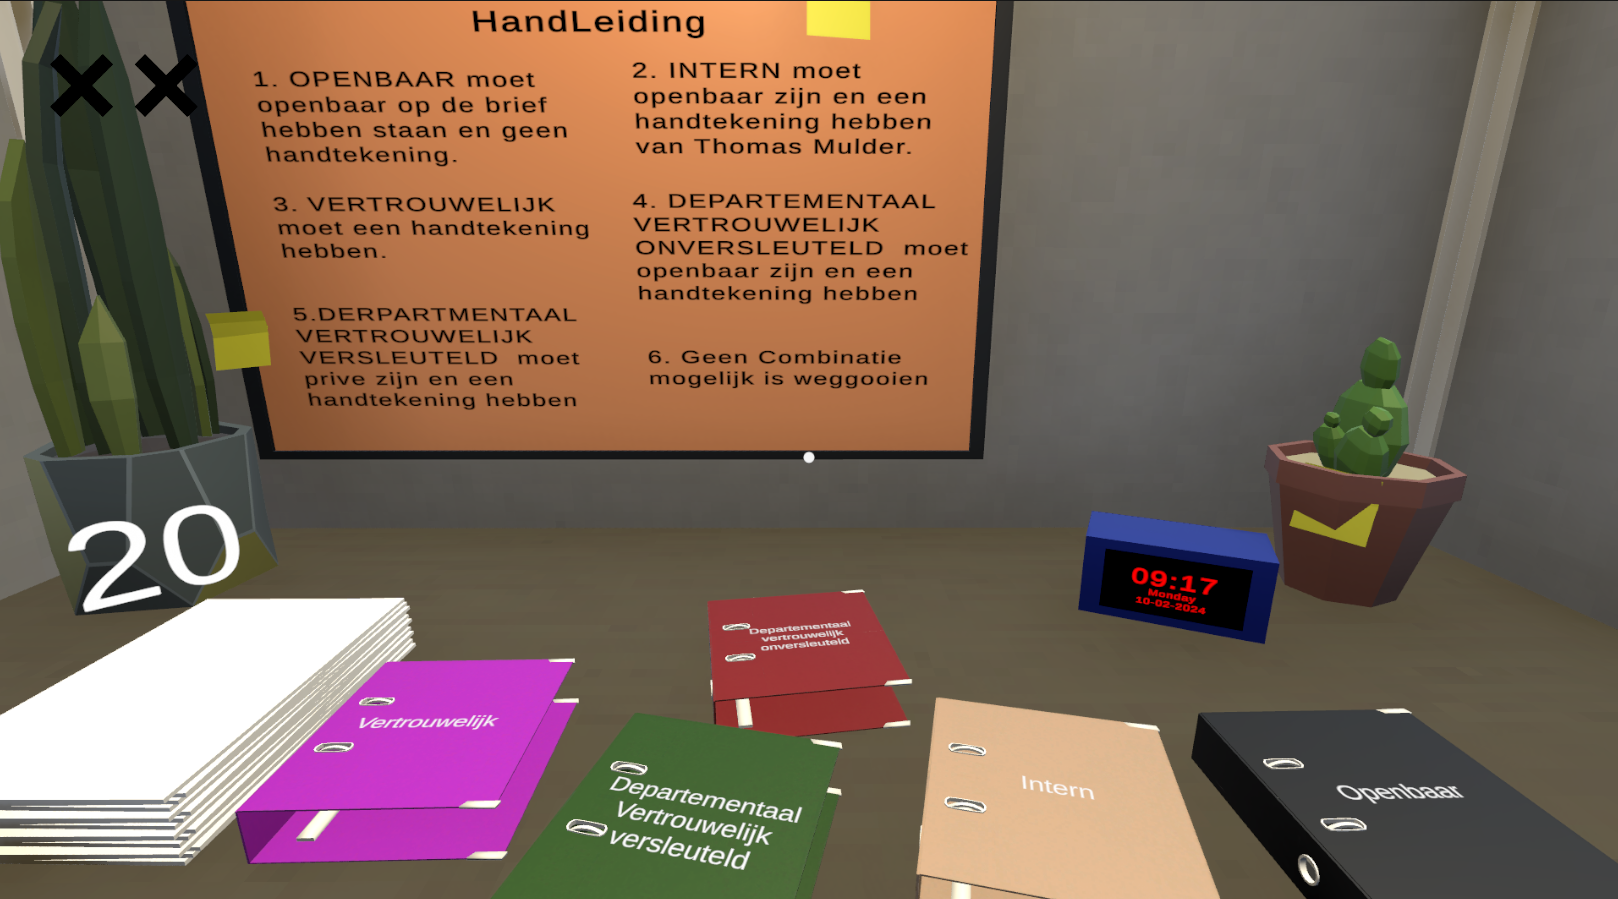 HandLeiding
1. OPENBAAR moet
openbaar op de brief
hebben staan en geen
handtekening.
2. INTERN moet
openbaar zijn en een
handtekening hebben
van Thomas Mulder.
3. VERTROUWELIJK
moet een handtekening
hebben.
4. DEPARTEMENTAAL
VERTROUWELIJK
ONVERSLEUTELD moet
openbaar zijn en een
handtekening hebben
5.DERPARTMENTAAL
VERTROUWELIJK
VERSLEUTELD moet
prive zijn en een
handtekening hebben
6. Geen Combinatie
mogelijk is weggooien
20
09:17
Monday
10-02-2024
Departementaal
vertrouwelijk
onversleuteld
Vertrouwelijk
Departementaal
Vertrouwelijk
versleuteld
Intern
Openbaar